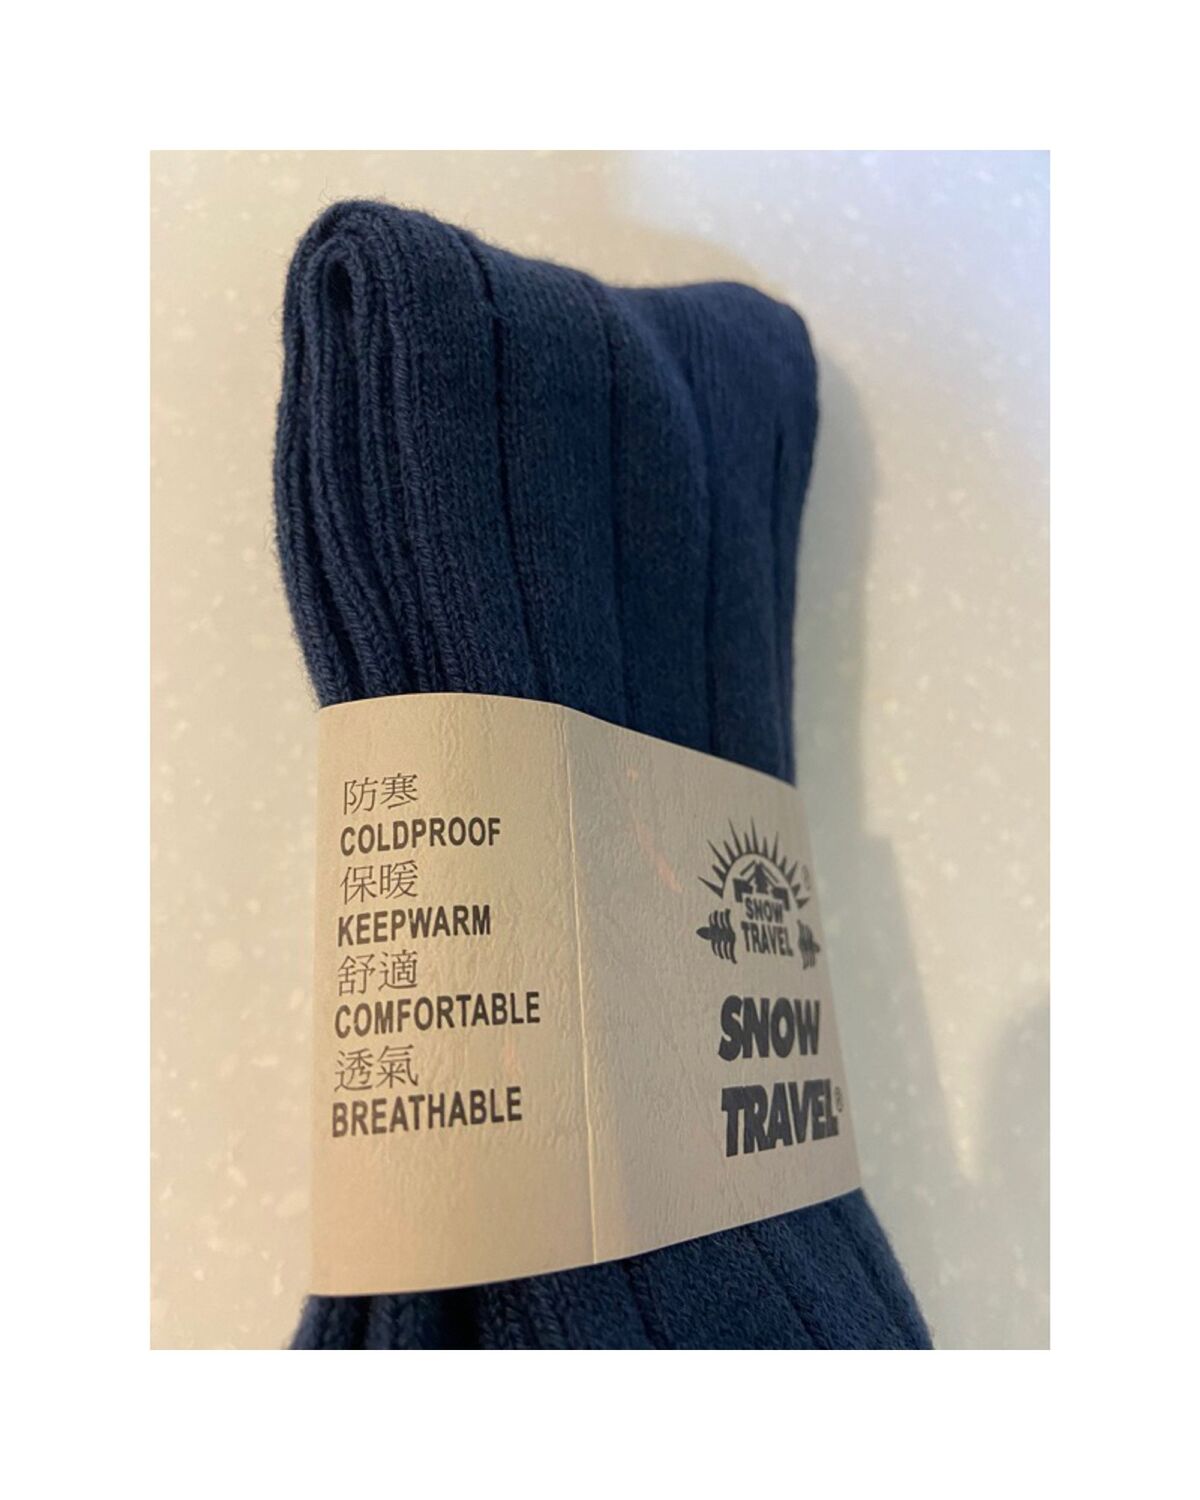 防寒
COLDPROOF
保暖
KEEPWARM
舒適
COMFORTABLE
透氣
BREATHABLE
SNOW
TRAVEL
®
SNOW
TRAVEL®